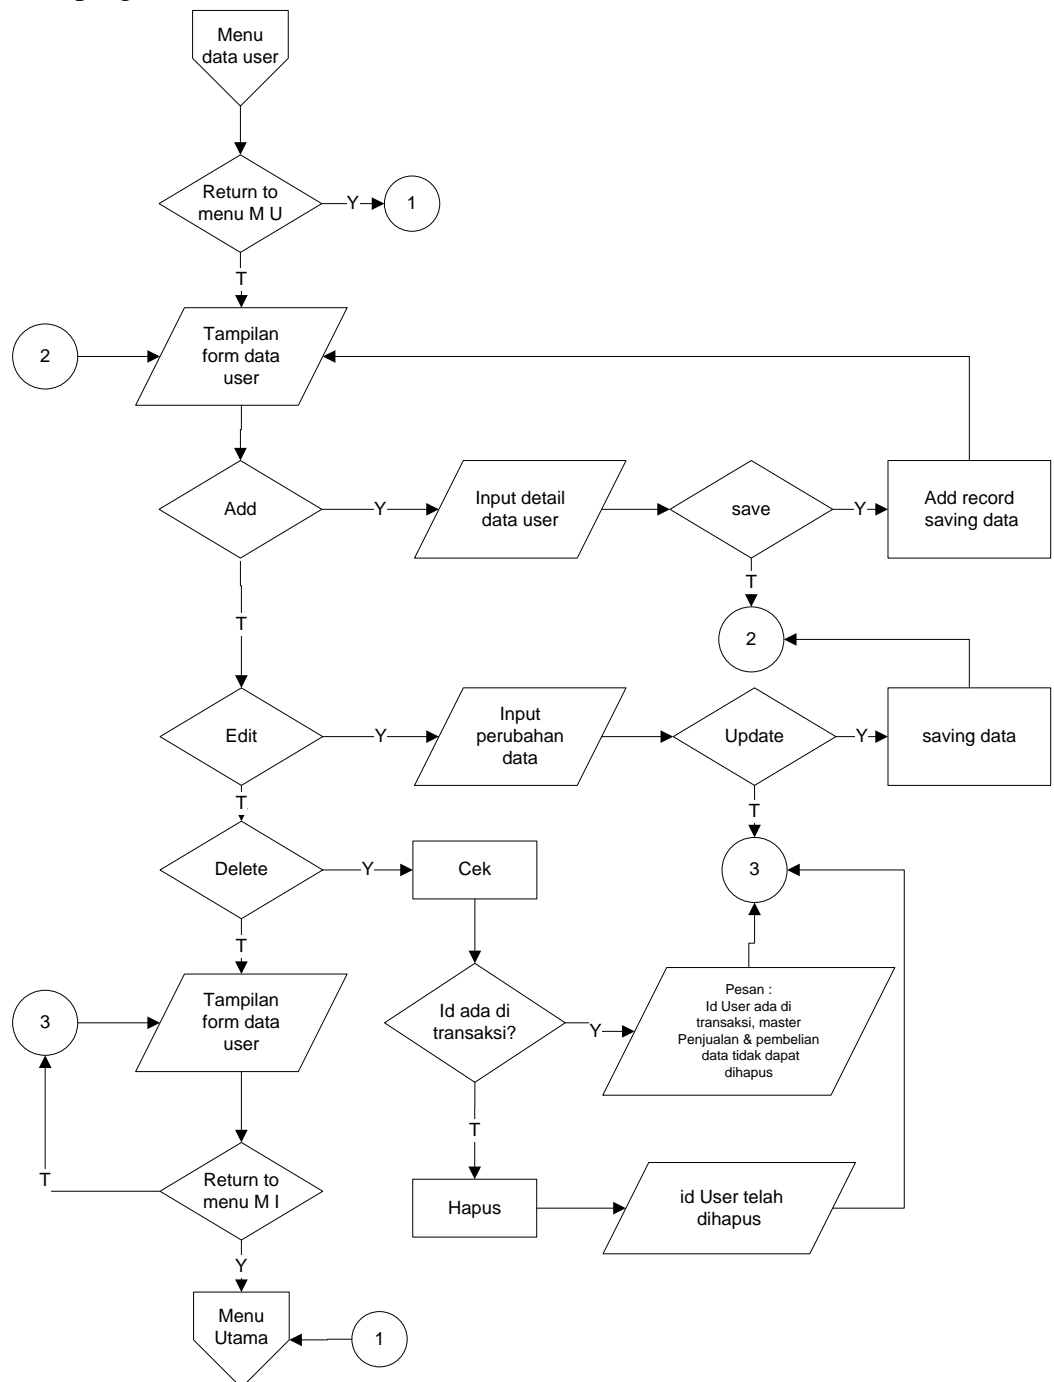 Menu
data user
Return to
menu M U
Y
1
T
Tampilan
form data
user
2
Add
Y
Input detail
data user
save
Y
Add record
saving data
T
T
2
Edit
Y
Input
perubahan
data
Update
Y
saving data
T
T
Delete
Y
Cek
3
T
Tampilan
form data
user
3
Id ada di
transaksi?
Y
Pesan :
Id User ada di
transaksi, master
Penjualan & pembelian
data tidak dapat
dihapus
T
T
Return to
menu M I
Hapus
id User telah
dihapus
Y
Menu
Utama
1